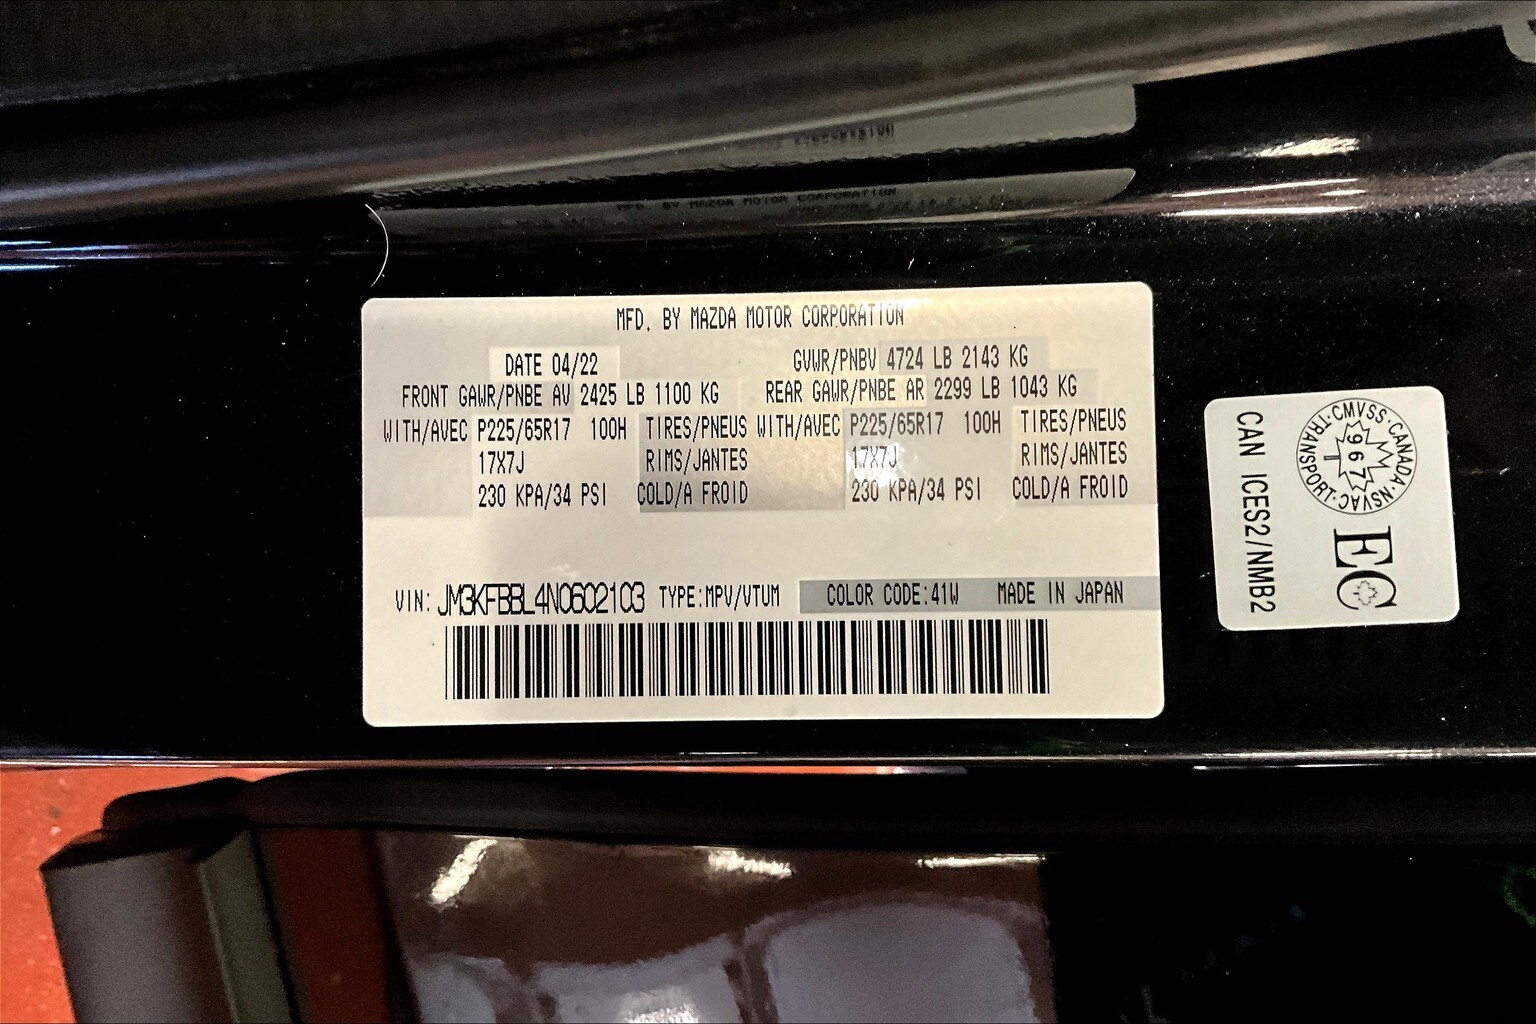 MFD. BY MAZDA MOTOR CORPORATION
DATE 04/22 GVWR/PNBV 4724 LB 2143 KG
FRONT GAWR/PNBE AV 2425 LB 1100 KG REAR GAWR/PNBE AR 2299 LB 1043 KG
WITH/AVEC P225/65R17 100H TIRES/PNEUS WITH/AVEC P225/65R17 100H TIRES/PNEUS
17X7J RIMS/JANTES 17X7J RIMS/JANTES
230 KPA/34 PSI COLD/A FROID 230 KPA/34 PSI COLD/A FROID
VIN: JM3KFBBL4N0602103 TYPE:MPV/VTUM COLOR CODE:41W MADE IN JAPAN
CMVSS·CANADA·NSVAC·TRANSPORT·
967
EC
CAN ICES2/NMB2
MFD. BY MAZDA MOTOR CORPORATION